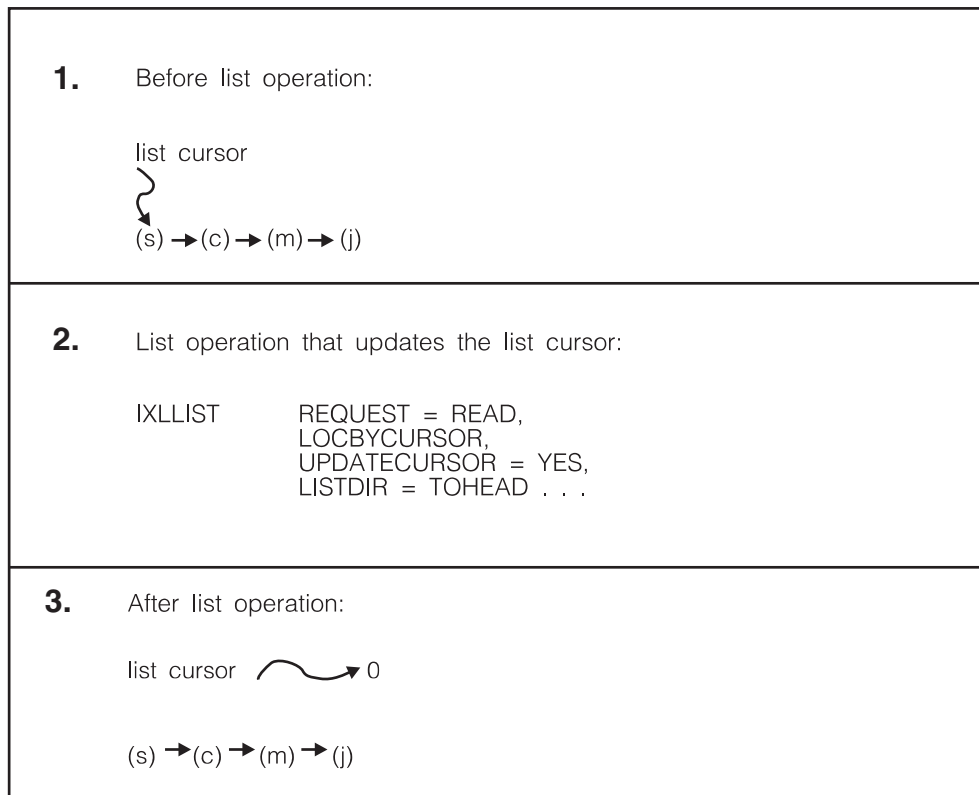 1. Before list operation:
list cursor
(s) → (c) → (m) → (j)
2. List operation that updates the list cursor:
IXLLIST REQUEST = READ,
LOCBYCURSOR,
UPDATECURSOR = YES,
LISTDIR = TOHEAD . . .
3. After list operation:
list cursor 0
(s) → (c) → (m) → (j)